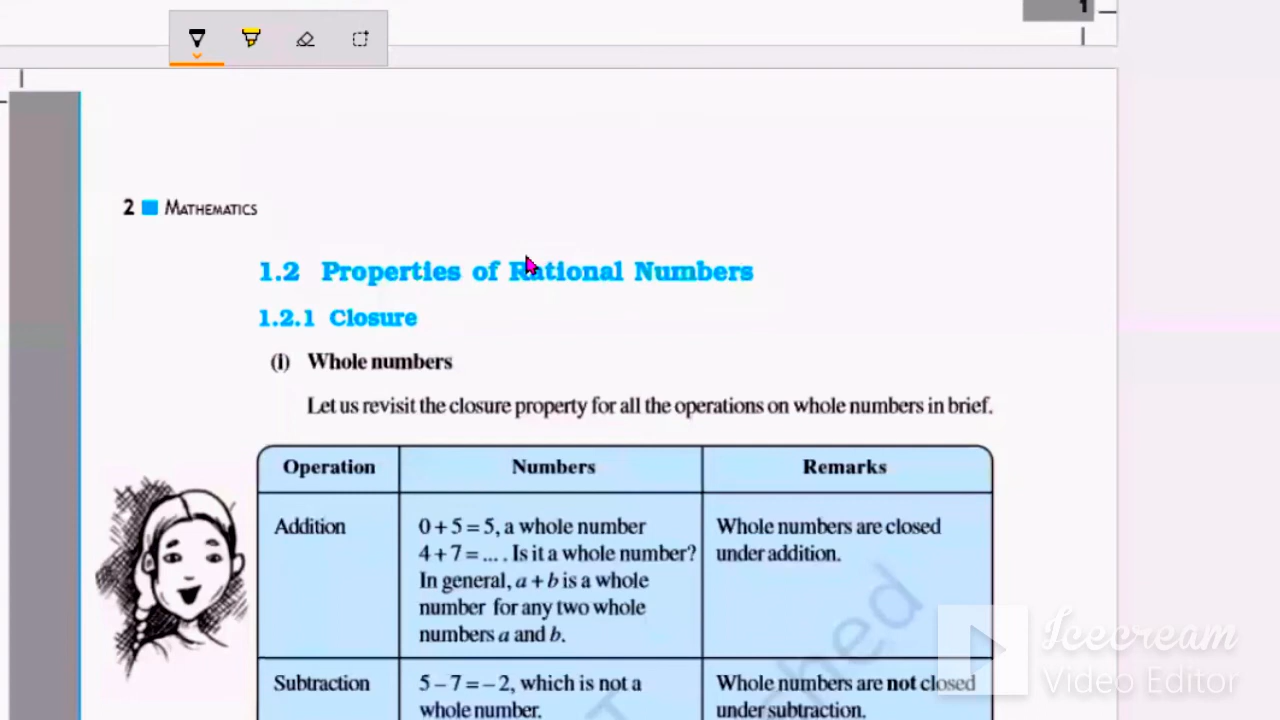 1
2 MATHEMATICS
1.2 Properties of Rational Numbers
1.2.1 Closure
(i) Whole numbers
Let us revisit the closure property for all the operations on whole numbers in brief.
Operation Numbers Remarks
Addition
0 + 5 = 5, a whole number
4 + 7 = ... . Is it a whole number?
In general, a + b is a whole
number for any two whole
numbers a and b.
Whole numbers are closed
under addition.
Subtraction
5 – 7 = – 2, which is not a
whole number.
Whole numbers are not closed
under subtraction.
Icecream
Video Editor